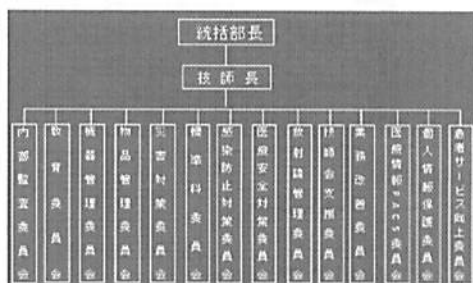 統括部長
技師長
内部監査委員会
教育委員会
機器管理委員会
物品管理委員会
災害対策委員会
標準科委員会
感染防止対策委員会
医療安全対策委員会
放射線管理委員会
技師会支援委員会
業務改善委員会
医療情報PACS委員会
個人情報保護委員会
患者サービス向上委員会